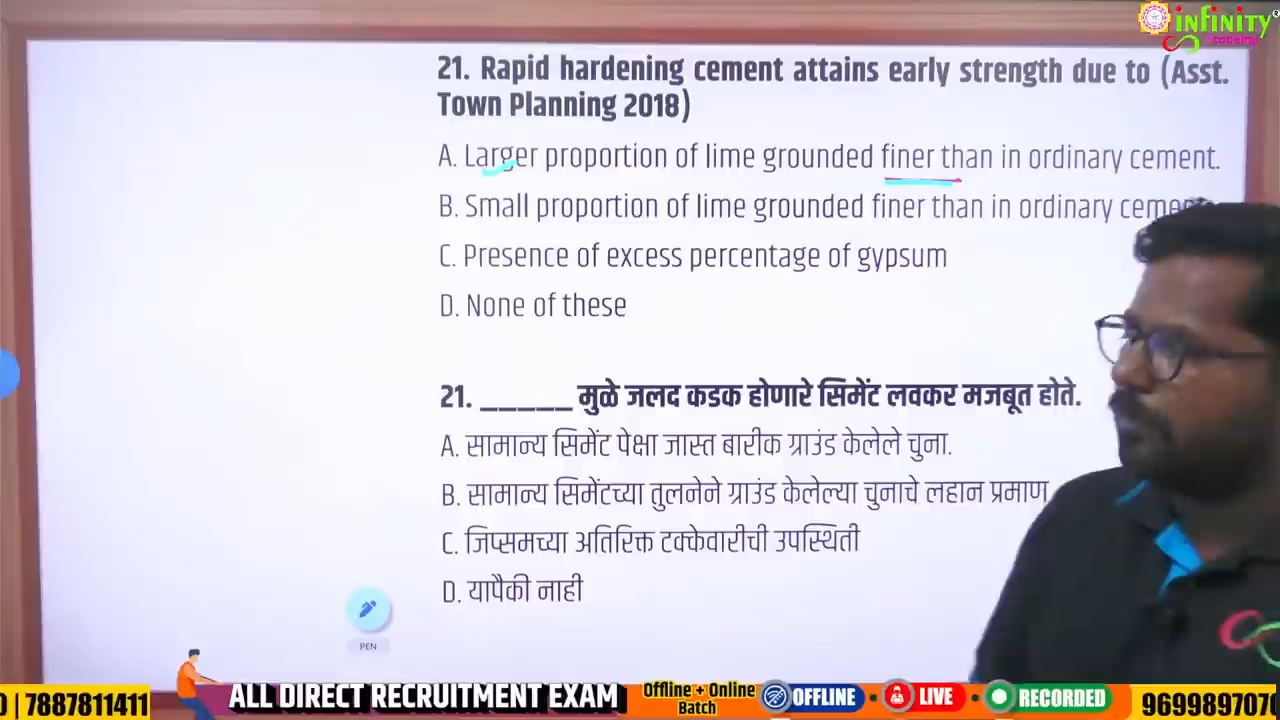 infinity
21. Rapid hardening cement attains early strength due to (Asst.
Town Planning 2018)
A. Larger proportion of lime grounded finer than in ordinary cement.
B. Small proportion of lime grounded finer than in ordinary
C. Presence of excess percentage of gypsum
D. None of these
21. _____ मुळे जलद कडक होणारे सिमेंट लवकर मजबूत होते.
A. सामान्य सिमेंट पेक्षा जास्त बारीक ग्राउंड केलेले चुना.
B. सामान्य सिमेंटच्या तुलनेने ग्राउंड केलेल्या चुनाचे लहान प्रमाण
C. जिप्समच्या अतिरिक्त टक्केवारीची उपस्थिती
D. यापैकी नाही
PEN
| 7887811411
ALL DIRECT RECRUITMENT EXAM
Offline + Online
Batch
OFFLINE
LIVE
RECORDED